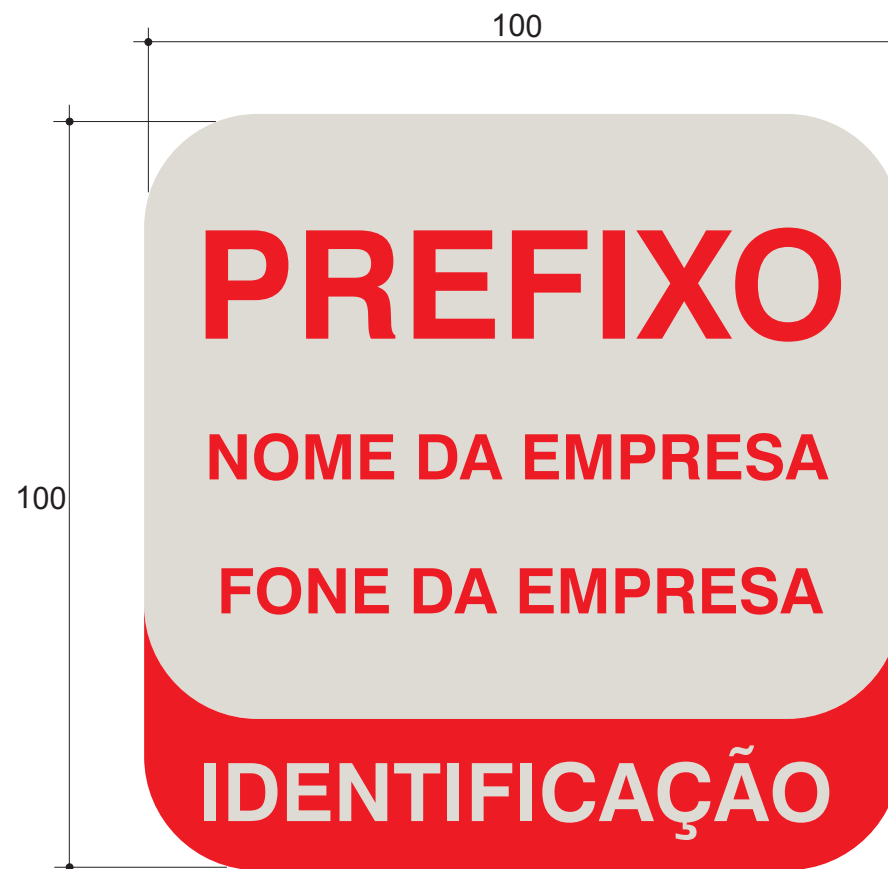 100
100
PREFIXO
NOME DA EMPRESA
FONE DA EMPRESA
IDENTIFICAÇÃO